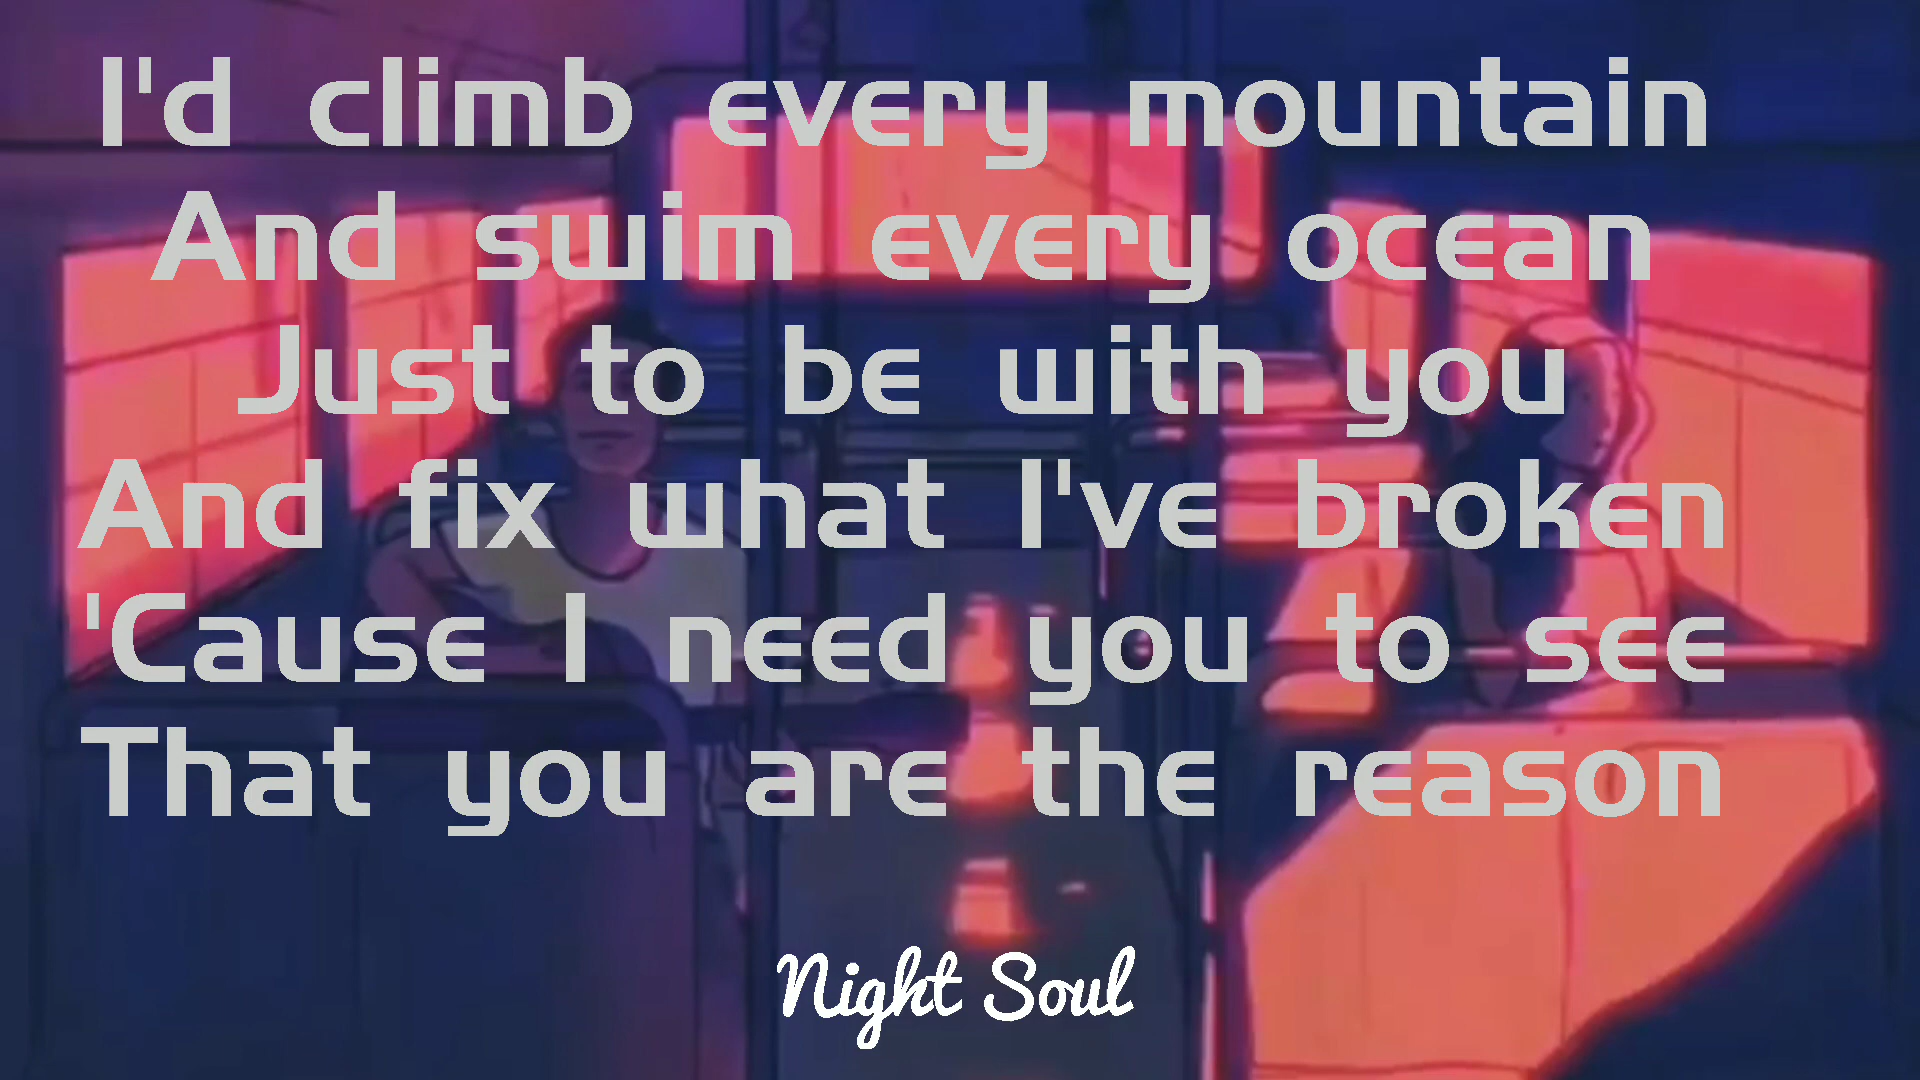 I'd climb every mountain
And swim every ocean
Just to be with you
And fix what I've broken
'Cause I need you to see
That you are the reason
Night Soul